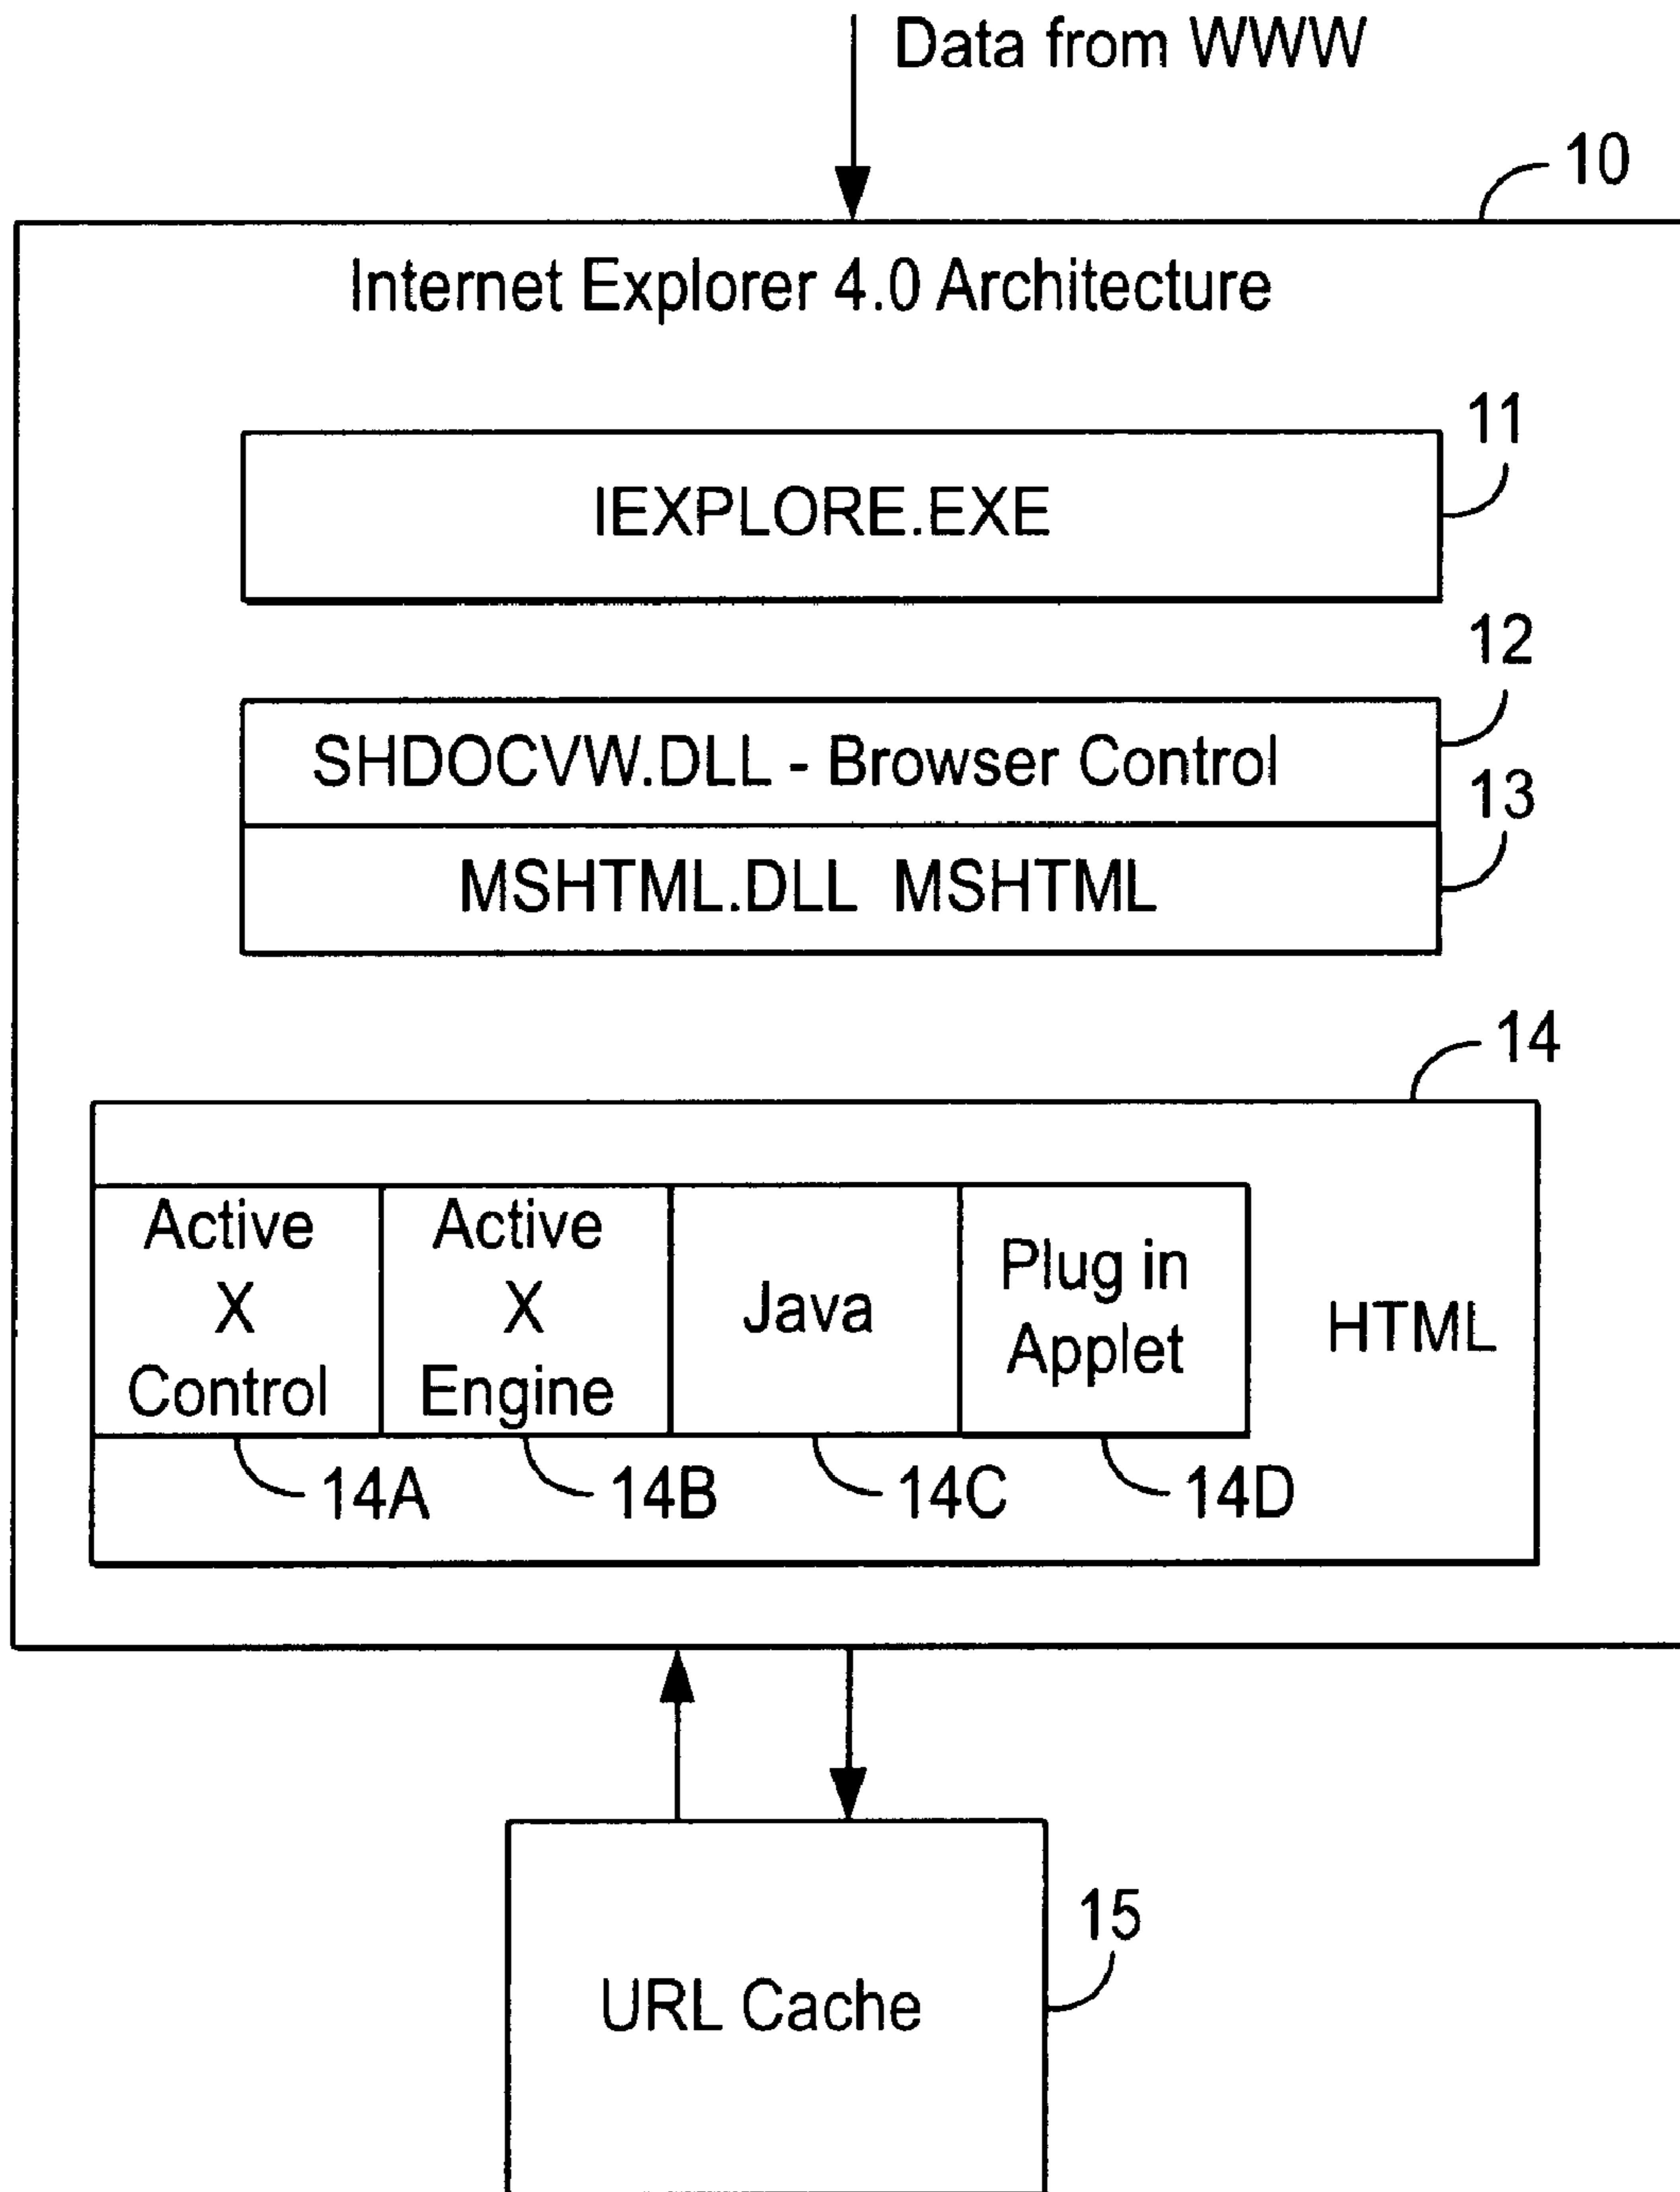 Data from WWW
10
Internet Explorer 4.0 Architecture
11
IEXPLORE.EXE
12
SHDOCVW.DLL - Browser Control
13
MSHTML.DLL MSHTML
14
Active
X
Control
Active
X
Engine
Java
Plug in
Applet
HTML
14A
14B
14C
14D
15
URL Cache